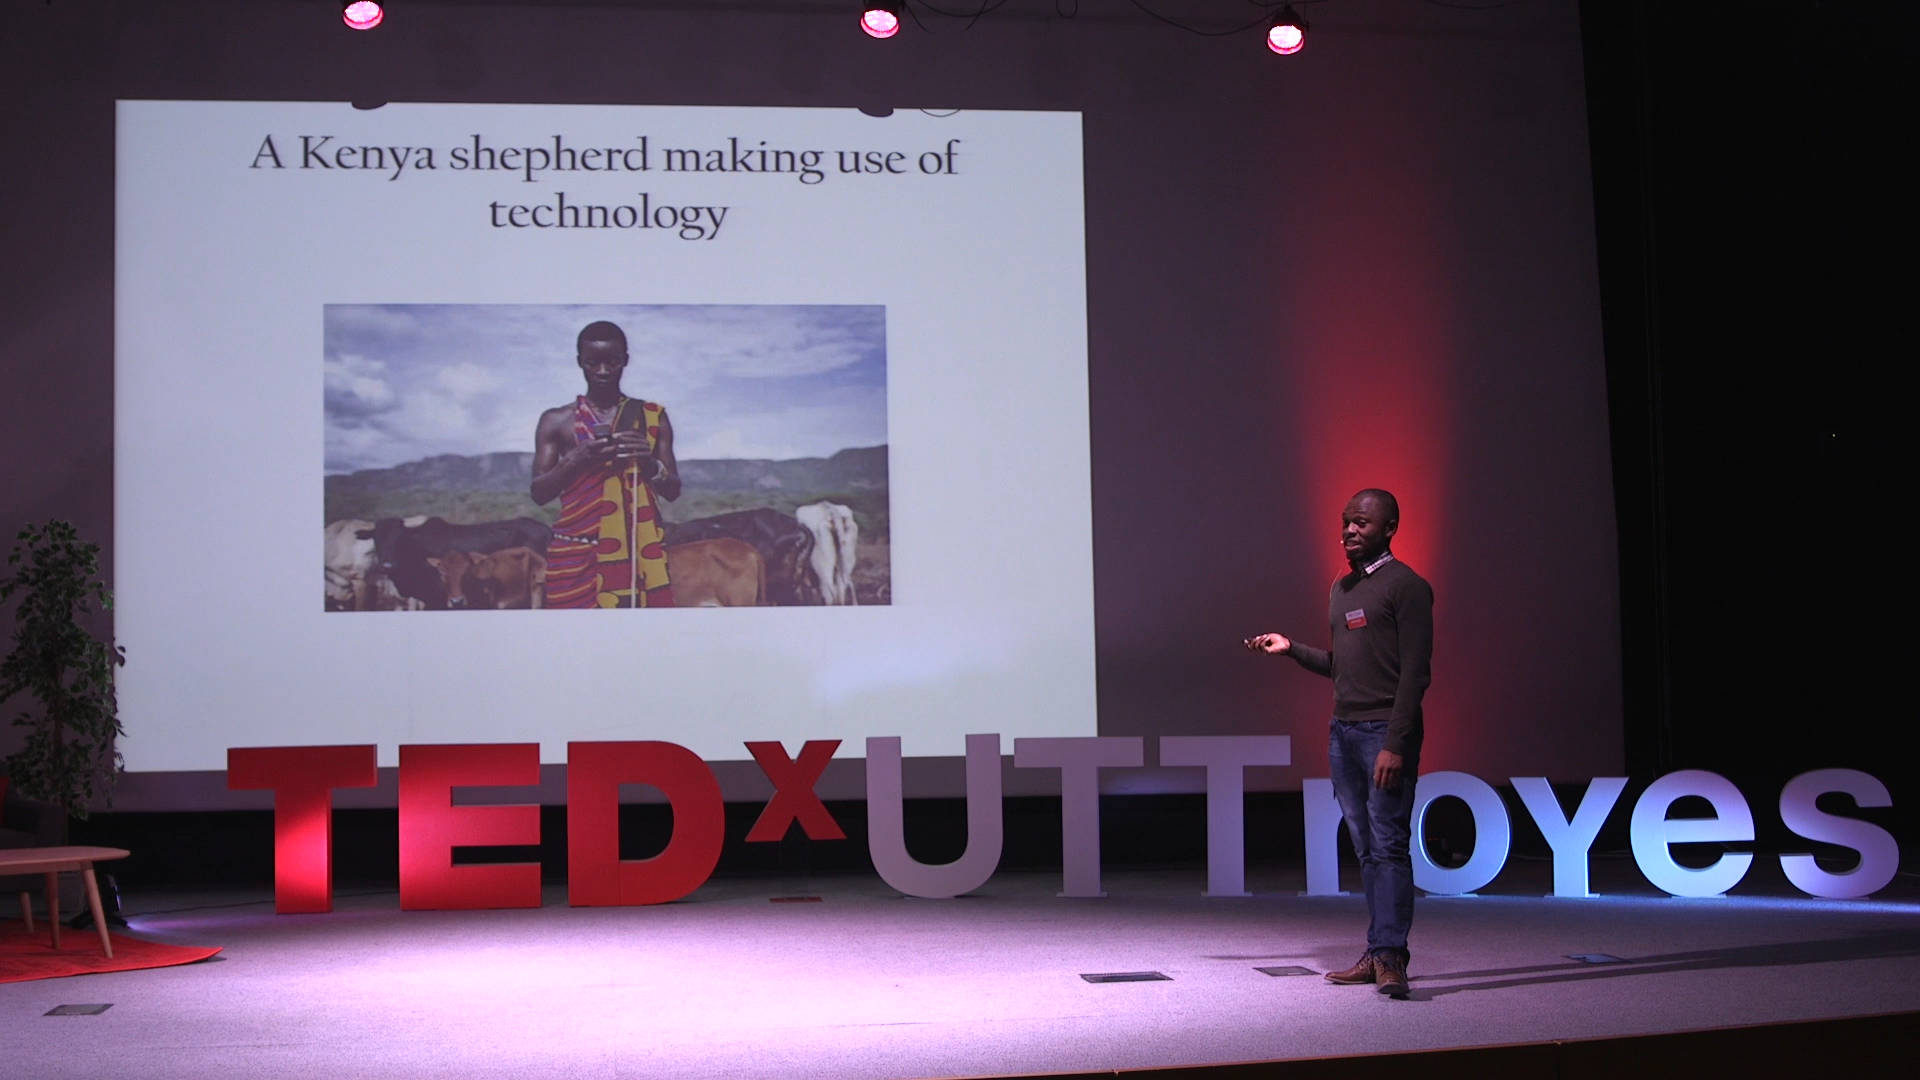 A Kenya shepherd making use of
technology
TEDxUTTroyes